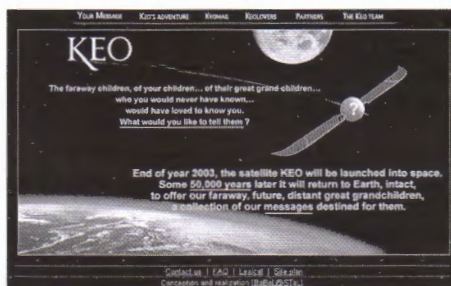 YOUR MESSAGE KEO'S ADVENTURE KEOMAG KEOLOVERS PARTNERS THE KEO TEAM
KEO
The faraway children, of your children... of their great grand-children...
who you would never have known...
would have loved to know you.
What would you like to tell them ?
?
End of year 2003, the satellite KEO will be launched into space.
Some 50,000 years later it will return to Earth, intact,
to offer our faraway, future, distant great grandchildren,
a collection of our messages destined for them.
Contact us | FAQ | Lexical | Site plan
Conception and realization